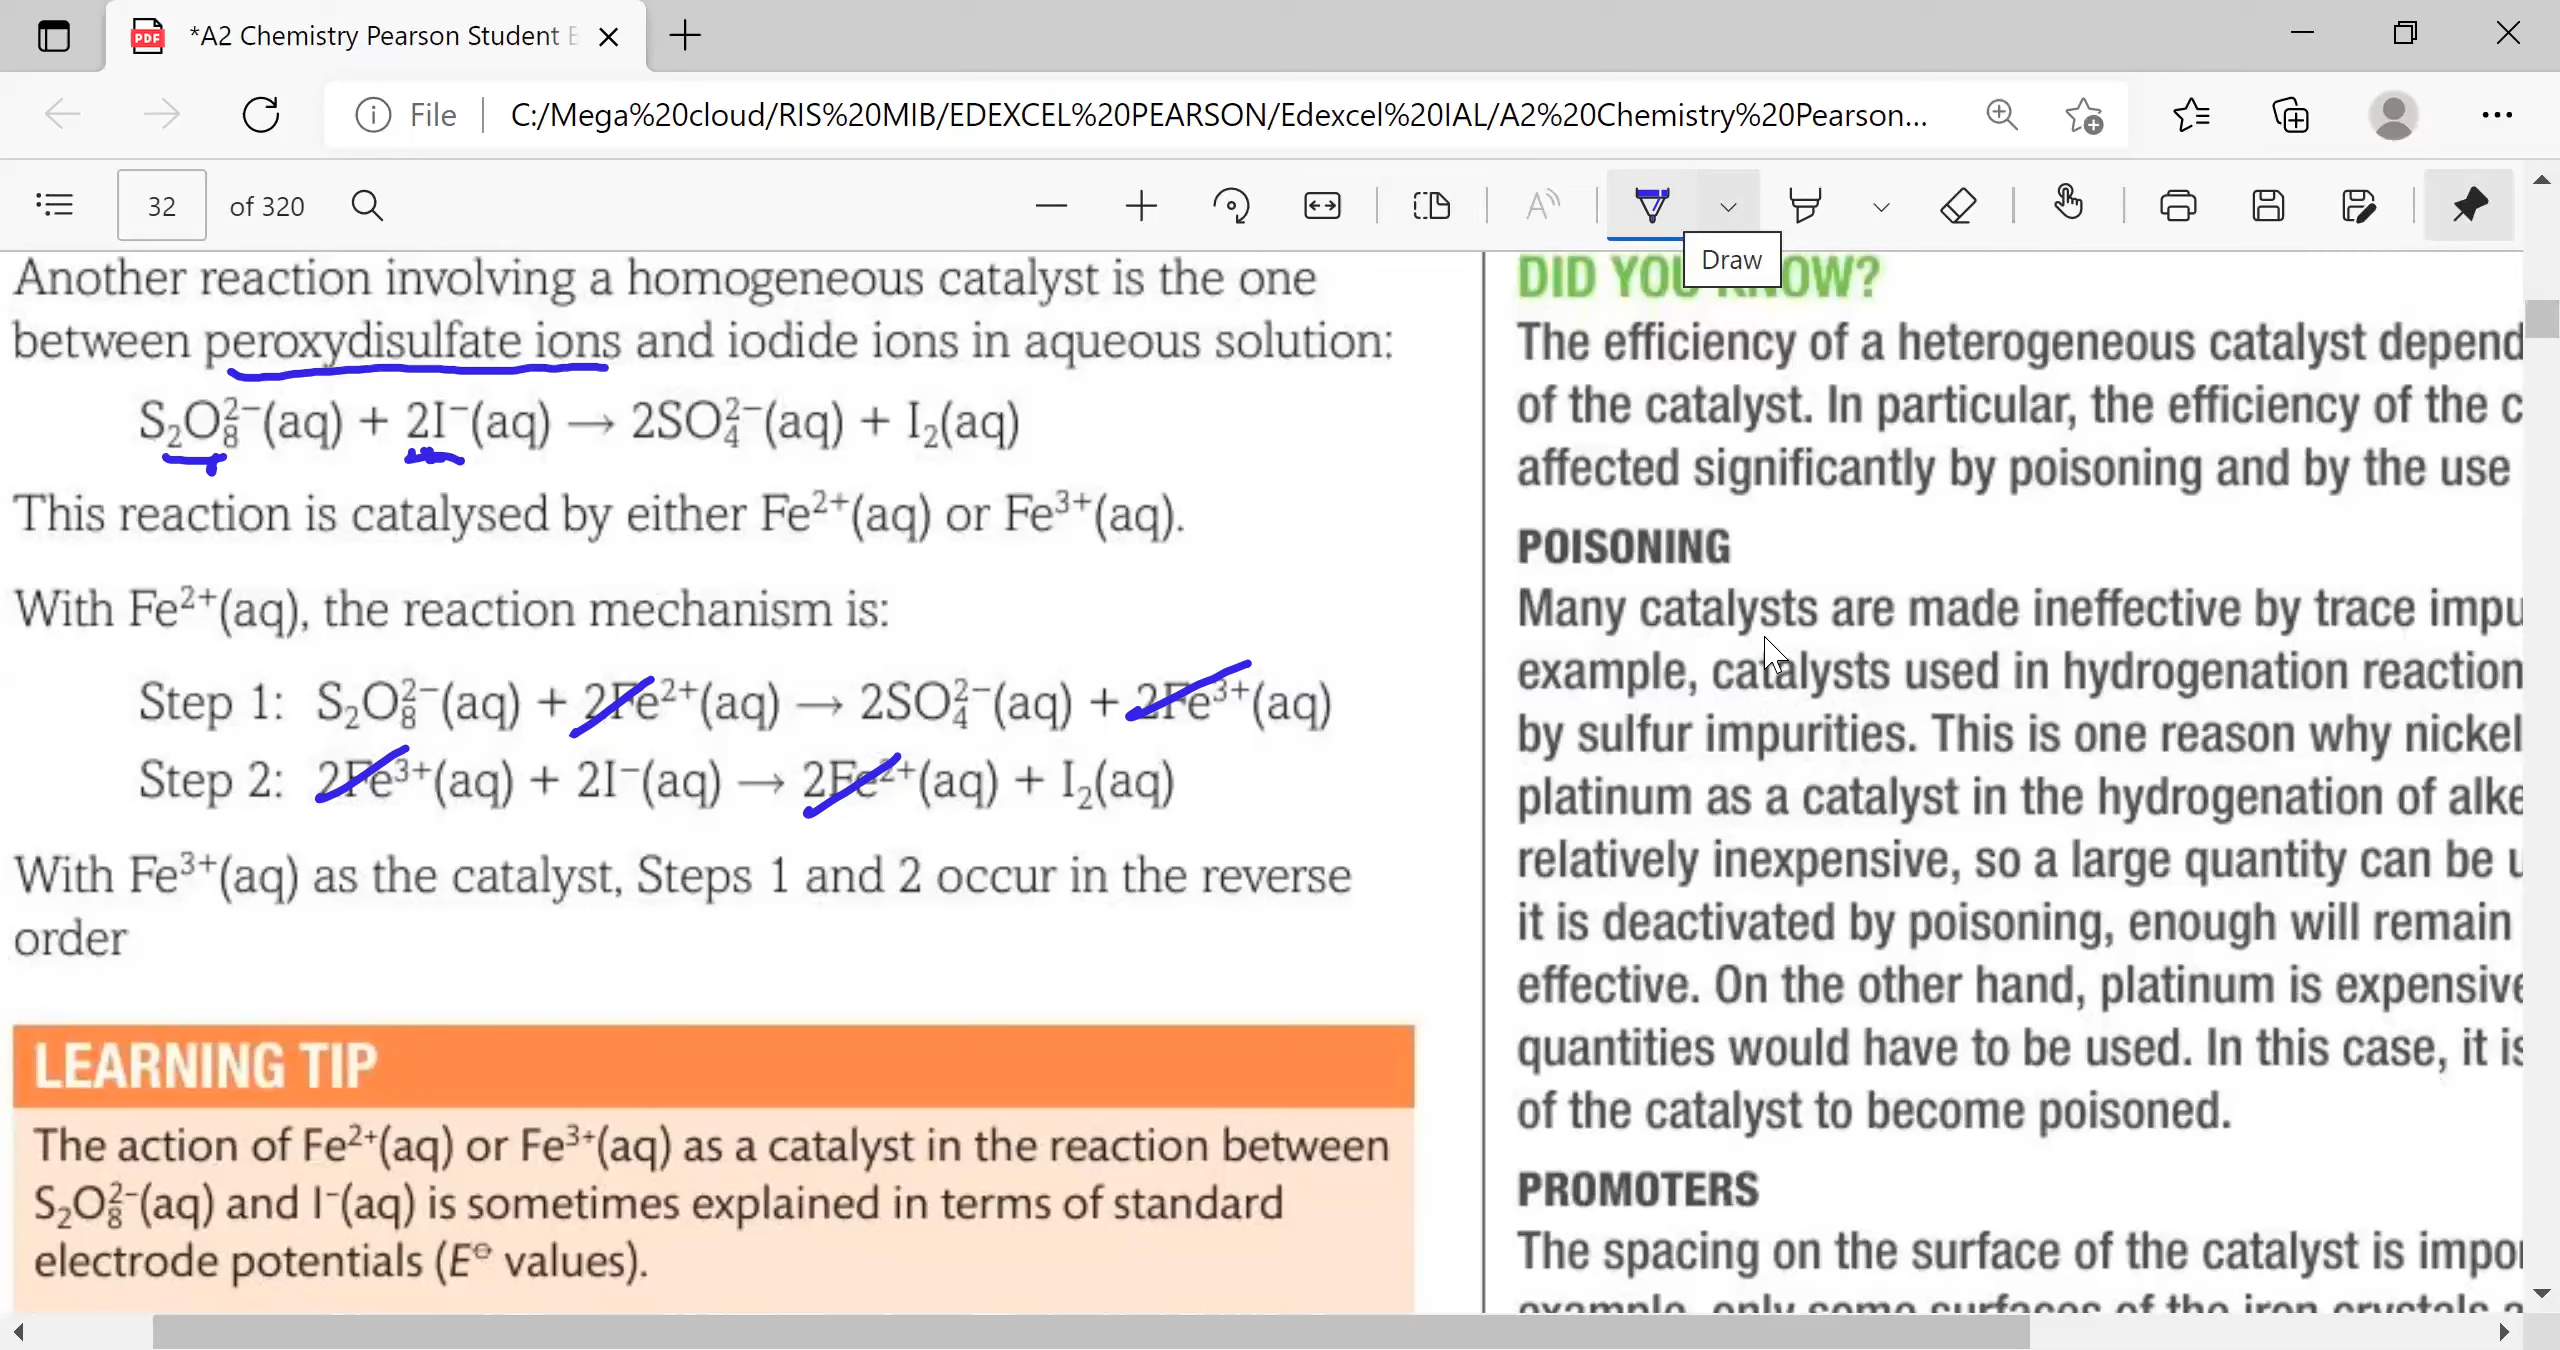 *A2 Chemistry Pearson Student
File
C:/Mega%20cloud/RIS%20MIB/EDEXCEL%20PEARSON/Edexcel%20IAL/A2%20Chemistry%20Pearson...
32 of 320
Draw
Another reaction involving a homogeneous catalyst is the one
between peroxydisulfate ions and iodide ions in aqueous solution:
S₂O₈²⁻(aq) + 2I⁻(aq) → 2SO₄²⁻(aq) + I₂(aq)
This reaction is catalysed by either Fe²⁺(aq) or Fe³⁺(aq).
With Fe²⁺(aq), the reaction mechanism is:
Step 1: S₂O₈²⁻(aq) + 2Fe²⁺(aq) → 2SO₄²⁻(aq) + 2Fe³⁺(aq)
Step 2: 2Fe³⁺(aq) + 2I⁻(aq) → 2Fe²⁺(aq) + I₂(aq)
With Fe³⁺(aq) as the catalyst, Steps 1 and 2 occur in the reverse
order
LEARNING TIP
The action of Fe²⁺(aq) or Fe³⁺(aq) as a catalyst in the reaction between
S₂O₈²⁻(aq) and I⁻(aq) is sometimes explained in terms of standard
electrode potentials (E⦵ values).
DID YOU KNOW?
The efficiency of a heterogeneous catalyst depend
of the catalyst. In particular, the efficiency of the c
affected significantly by poisoning and by the use
POISONING
Many catalysts are made ineffective by trace impu
example, catalysts used in hydrogenation reaction
by sulfur impurities. This is one reason why nickel
platinum as a catalyst in the hydrogenation of alke
relatively inexpensive, so a large quantity can be u
it is deactivated by poisoning, enough will remain
effective. On the other hand, platinum is expensive
quantities would have to be used. In this case, it is
of the catalyst to become poisoned.
PROMOTERS
The spacing on the surface of the catalyst is impor
example, only some surfaces of the iron crystals a